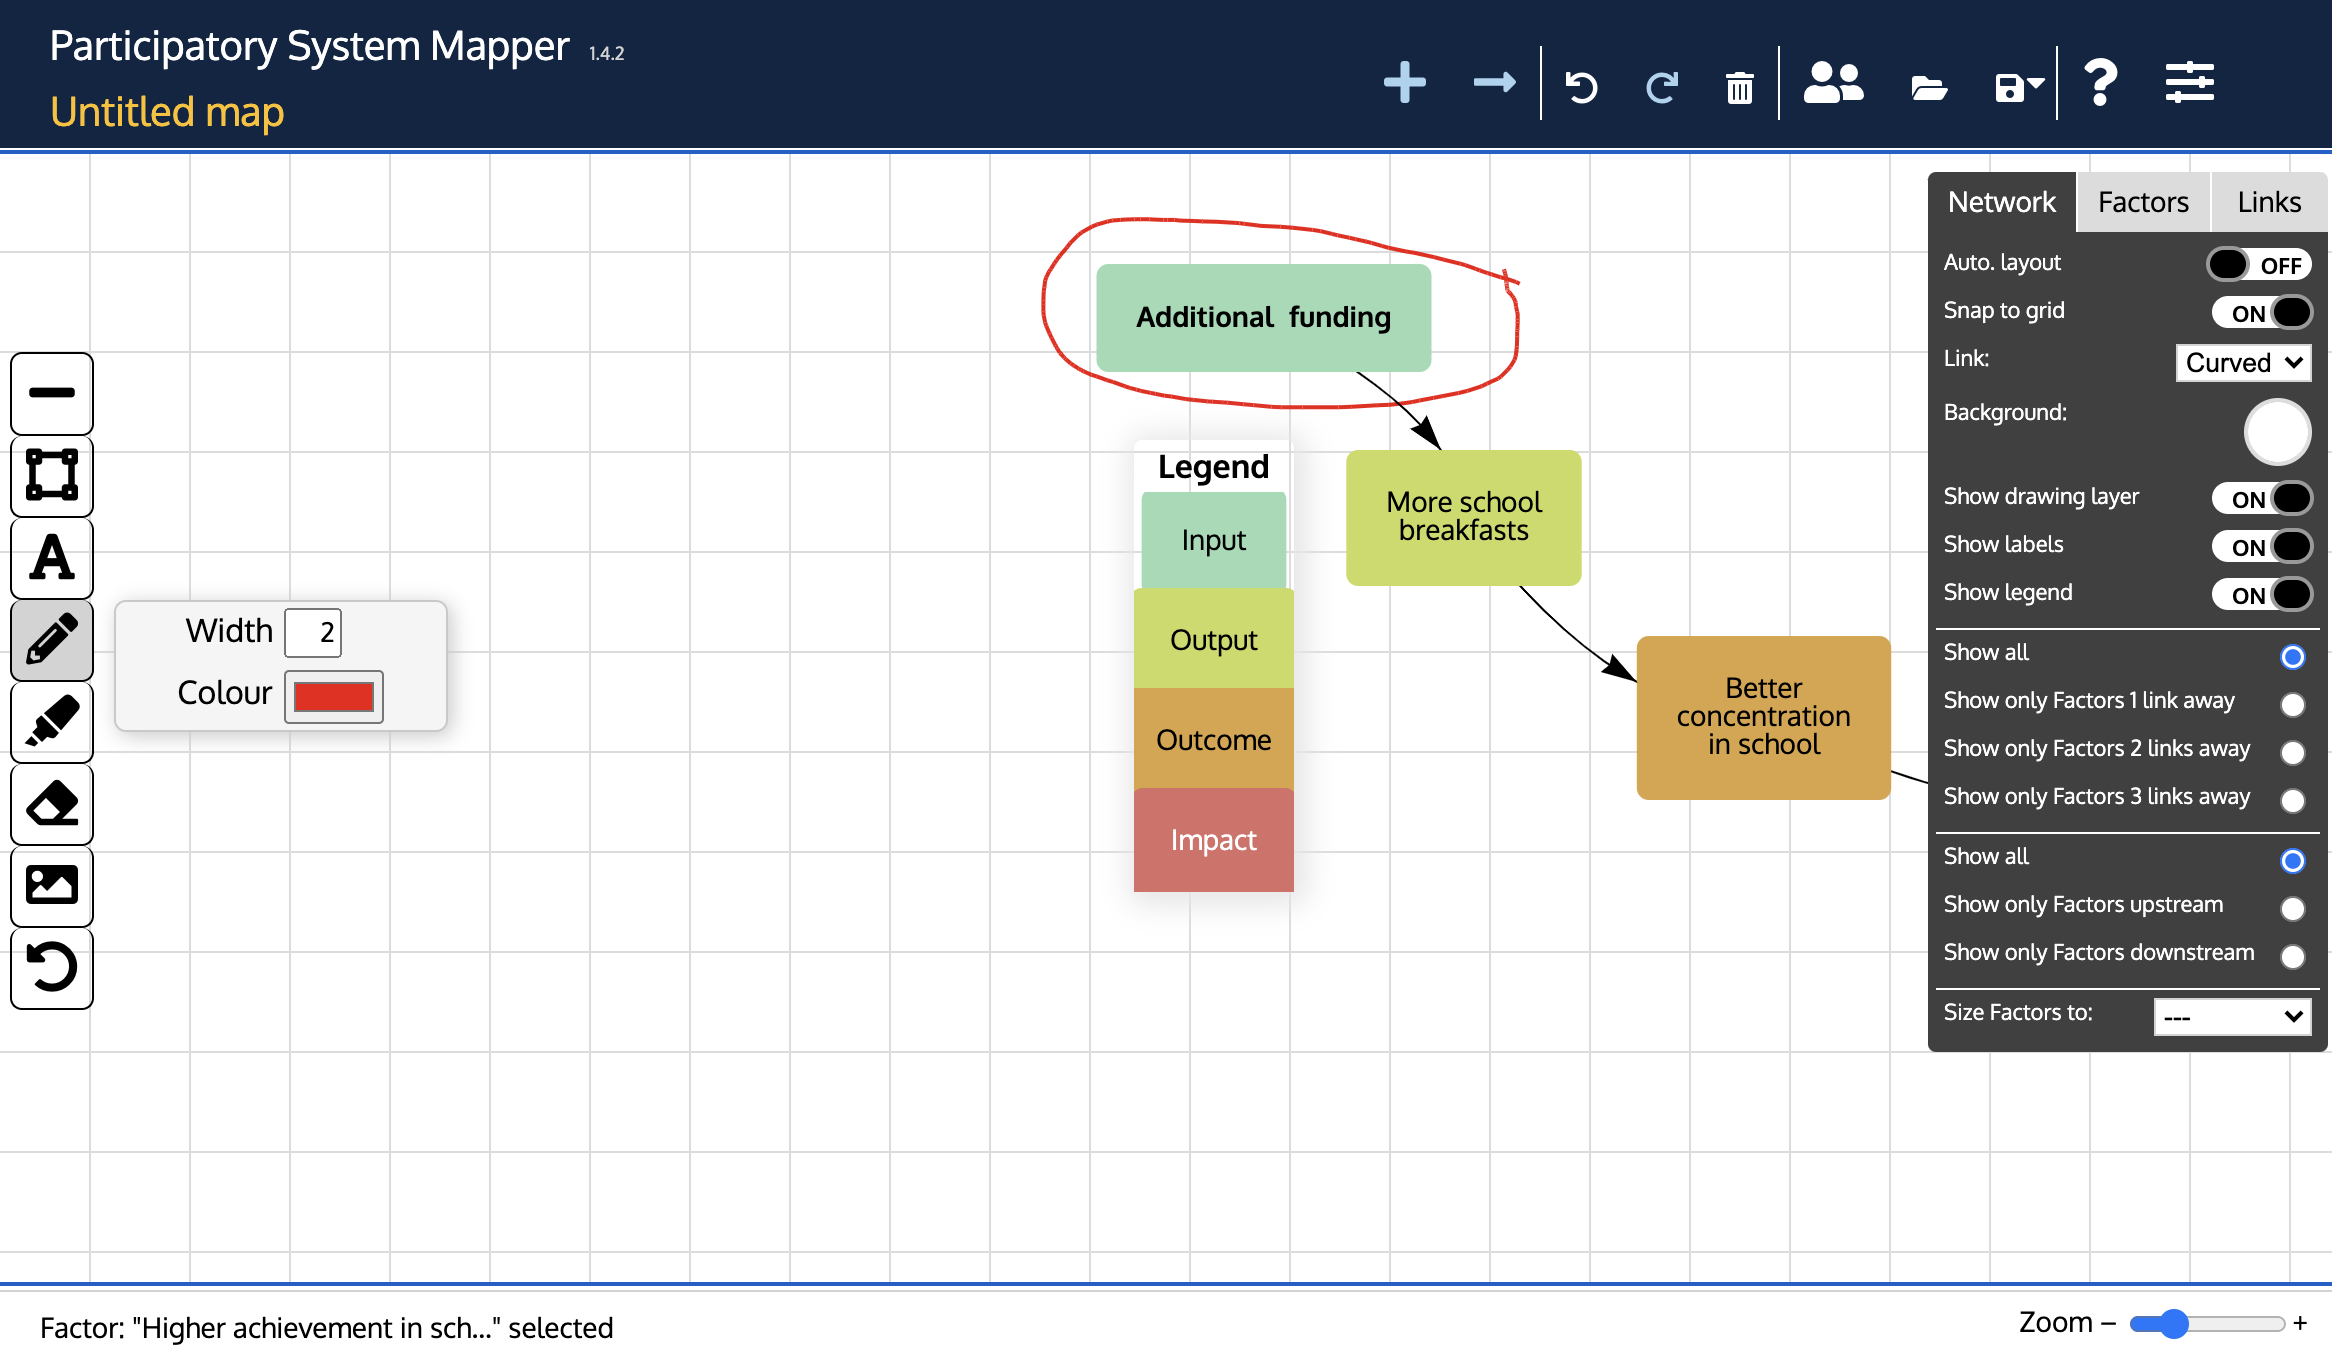 Participatory System Mapper 1.4.2
Untitled map
Network Factors Links
Auto. layout OFF
Snap to grid ON
Link: Curved
Background:
Show drawing layer ON
Show labels ON
Show legend ON
Show all
Show only Factors 1 link away
Show only Factors 2 links away
Show only Factors 3 links away
Show all
Show only Factors upstream
Show only Factors downstream
Size Factors to: ---
Additional funding
More school
breakfasts
Better
concentration
in school
Legend
Input
Output
Outcome
Impact
A
Width 2
Colour
Factor: "Higher achievement in sch..." selected
Zoom − +